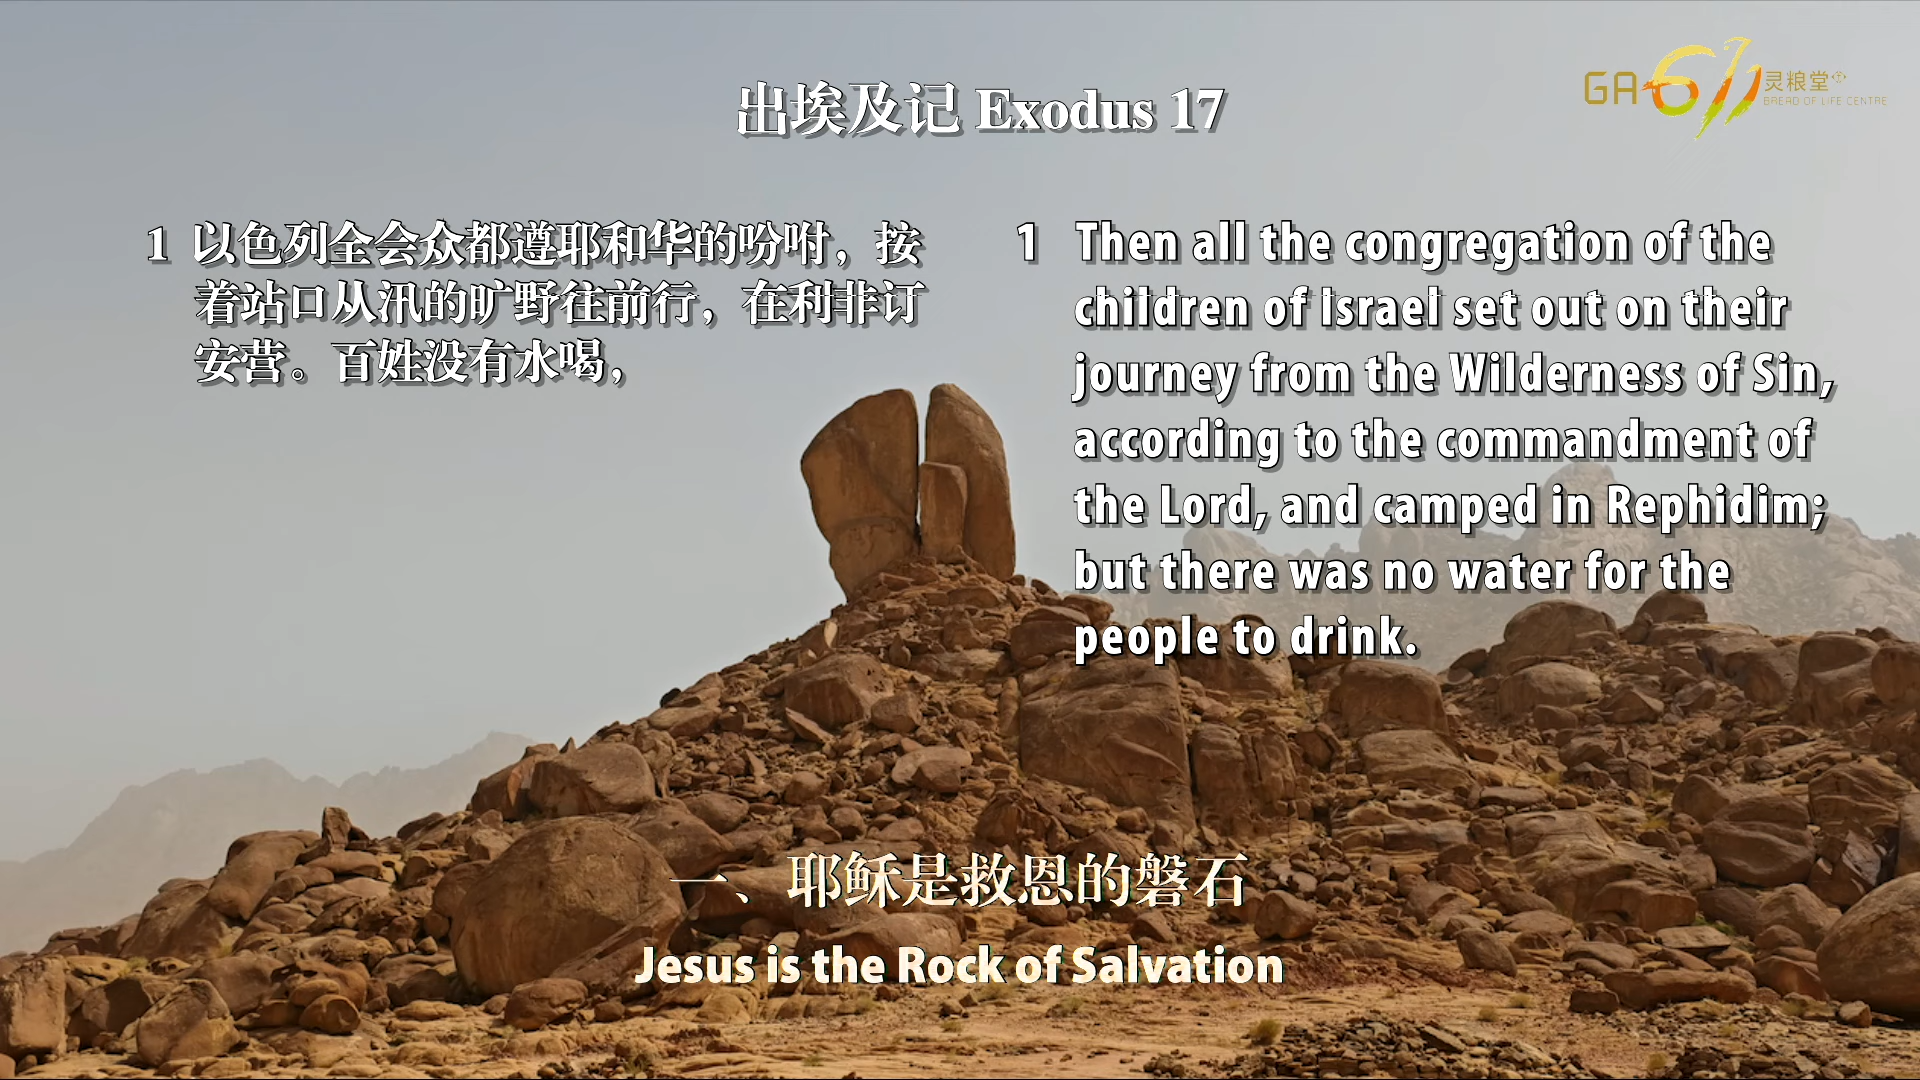 出埃及记 Exodus 17
GA 611 灵粮堂
BREAD OF LIFE CENTRE
1 以色列全会众都遵耶和华的吩咐，按
着站口从汛的旷野往前行，在利非订
安营。百姓没有水喝，
1 Then all the congregation of the
children of Israel set out on their
journey from the Wilderness of Sin,
according to the commandment of
the Lord, and camped in Rephidim;
but there was no water for the
people to drink.
一、耶稣是救恩的磐石
Jesus is the Rock of Salvation